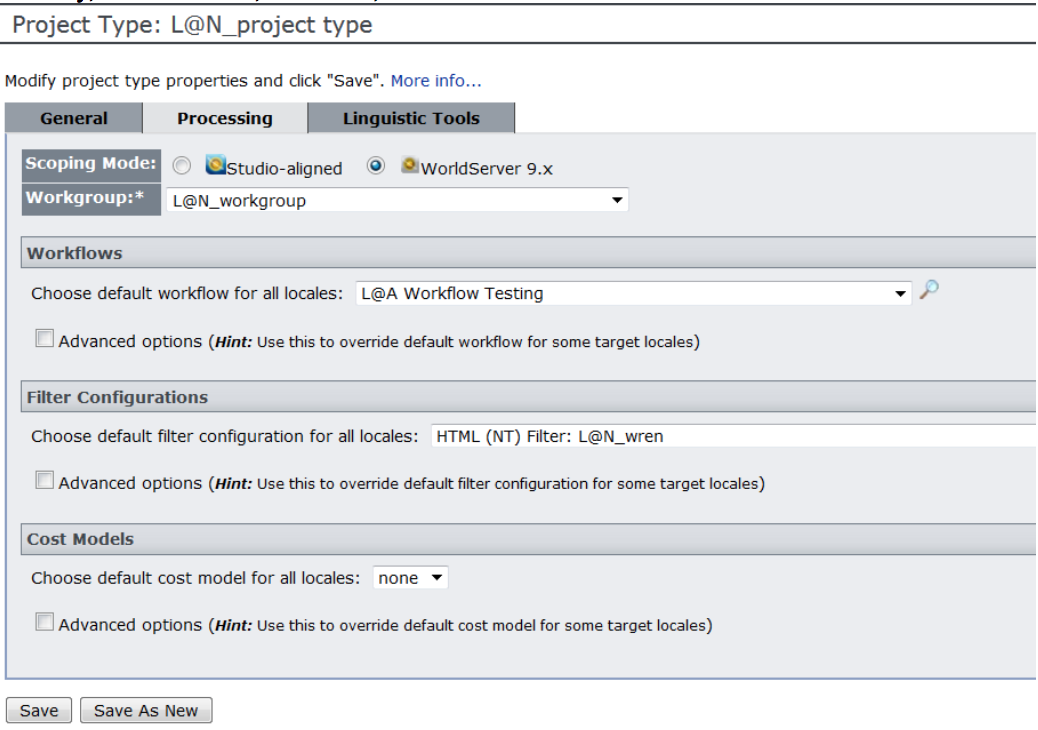 Project Type: L@N_project type
Modify project type properties and click "Save". More info...
General Processing Linguistic Tools
Scoping Mode: Studio-aligned WorldServer 9.x
Workgroup:* L@N_workgroup
Workflows
Choose default workflow for all locales: L@A Workflow Testing
Advanced options (Hint: Use this to override default workflow for some target locales)
Filter Configurations
Choose default filter configuration for all locales: HTML (NT) Filter: L@N_wren
Advanced options (Hint: Use this to override default filter configuration for some target locales)
Cost Models
Choose default cost model for all locales: none
Advanced options (Hint: Use this to override default cost model for some target locales)
Save Save As New